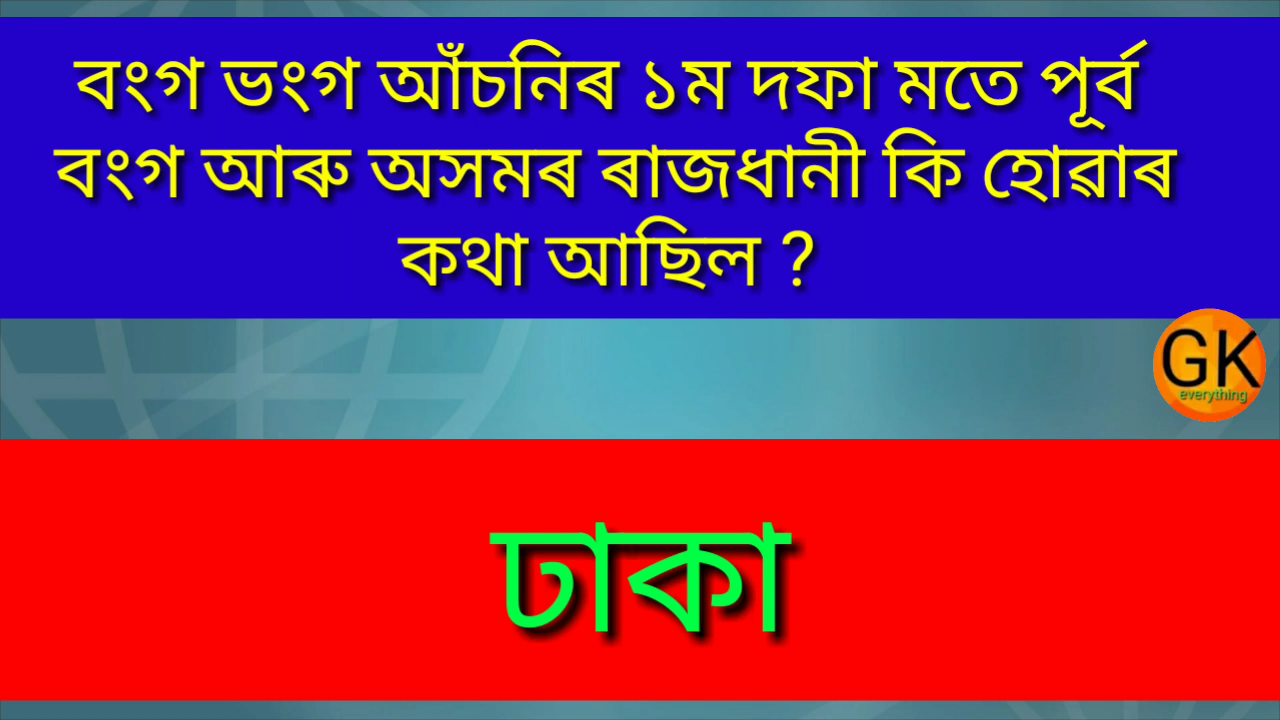 বংগ ভংগ আঁচনিৰ ১ম দফা মতে পূৰ্ব
বংগ আৰু অসমৰ ৰাজধানী কি হোৱাৰ
কথা আছিল ?
GK
everything
ঢাকা